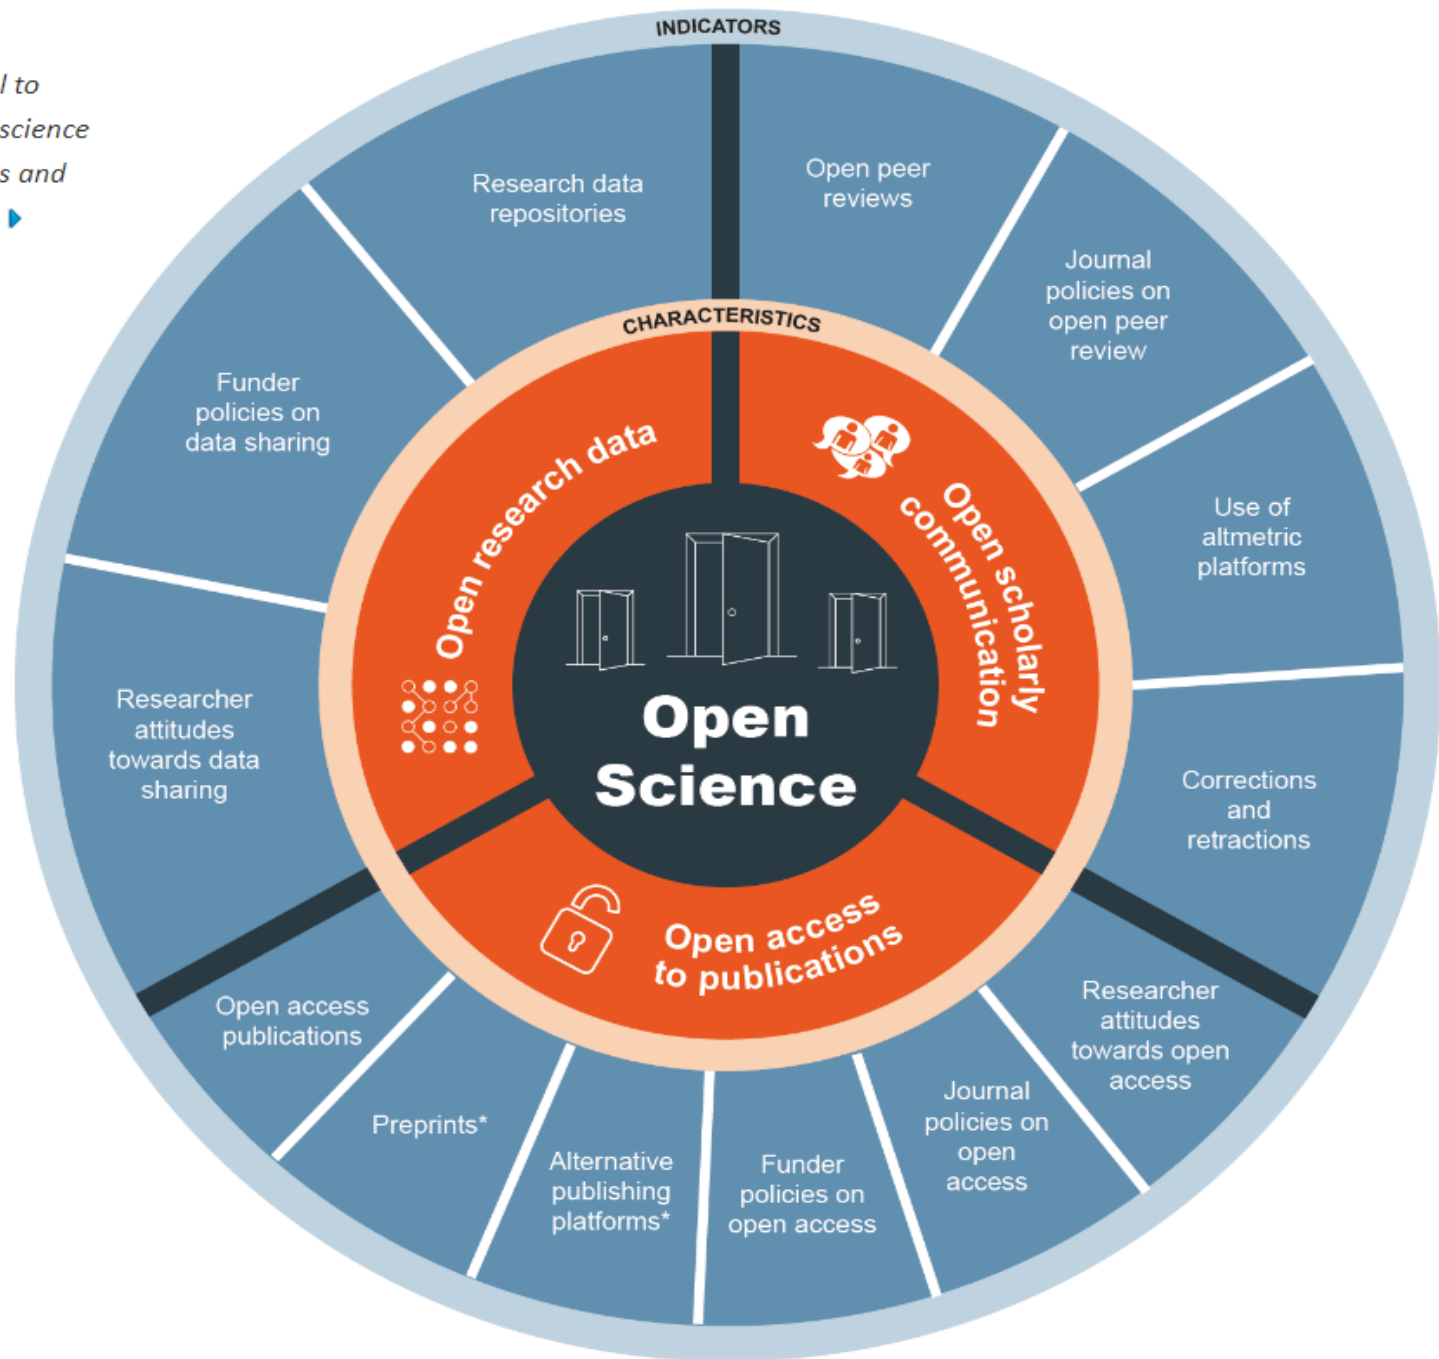 INDICATORS
l to
science
s and
Research data
repositories
Open peer
reviews
Journal
policies on
open peer
review
CHARACTERISTICS
Funder
policies on
data sharing
Open research data
Open scholarly
communication
Use of
altmetric
platforms
Researcher
attitudes
towards data
sharing
Open
Science
Corrections
and
retractions
Open access
to publications
Open access
publications
Preprints*
Alternative
publishing
platforms*
Funder
policies on
open access
Journal
policies on
open
access
Researcher
attitudes
towards open
access